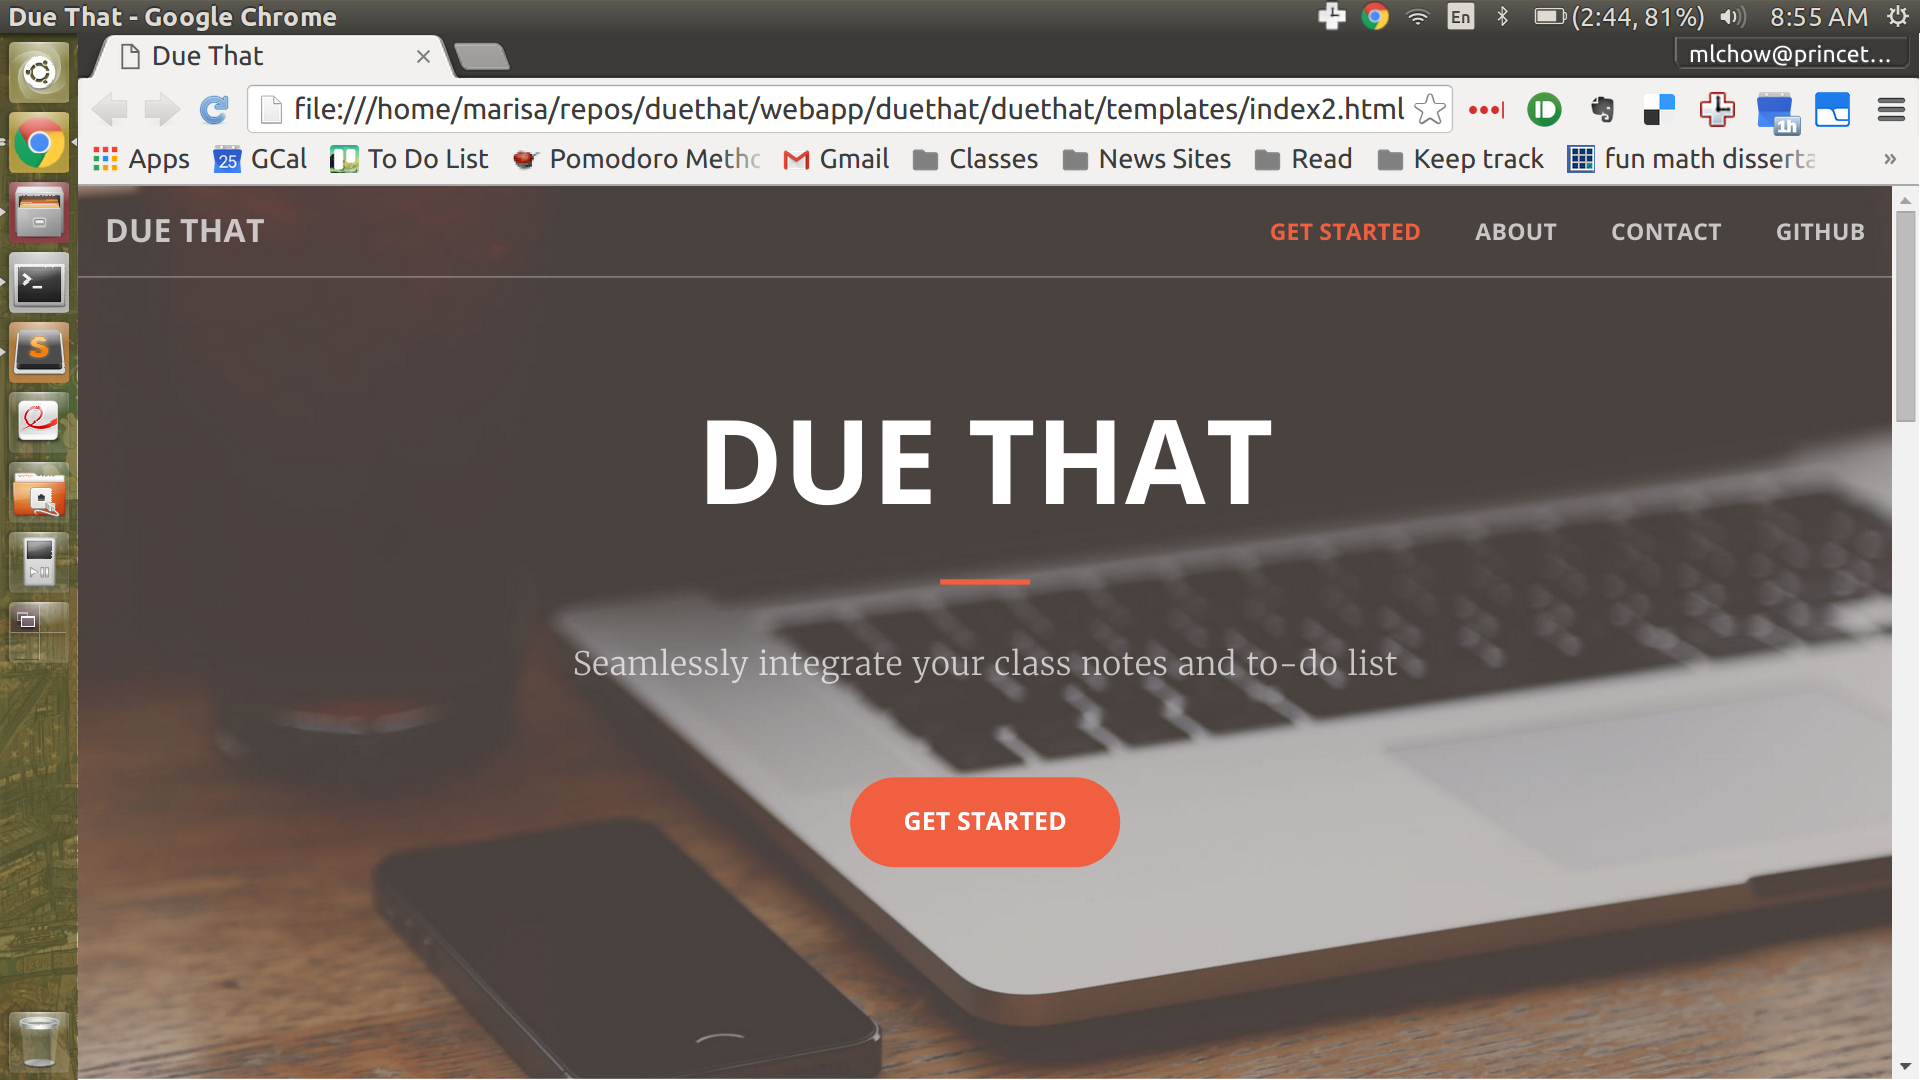 Due That - Google Chrome
En
(2:44, 81%)
8:55 AM
Due That
mlchow@princet...
file:///home/marisa/repos/duethat/webapp/duethat/duethat/templates/index2.html
1h
Apps
25
GCal
To Do List
Pomodoro Meth
Gmail
Classes
News Sites
Read
Keep track
fun math disserta
»
DUE THAT
GET STARTED
ABOUT
CONTACT
GITHUB
DUE THAT
Seamlessly integrate your class notes and to-do list
GET STARTED